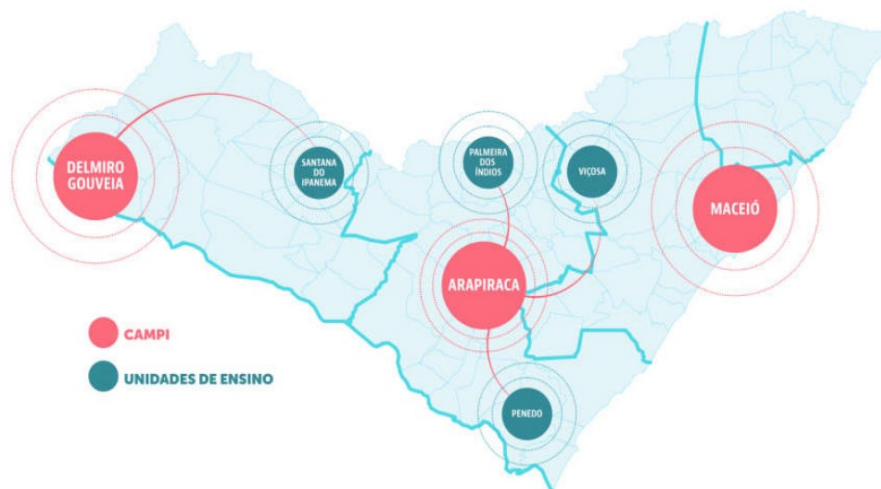 DELMIRO
GOUVEIA
SANTANA
DO
IPANEMA
PALMEIRA
DOS
ÍNDIOS
VIÇOSA
MACEIÓ
ARAPIRACA
PENEDO
CAMPI
UNIDADES DE ENSINO